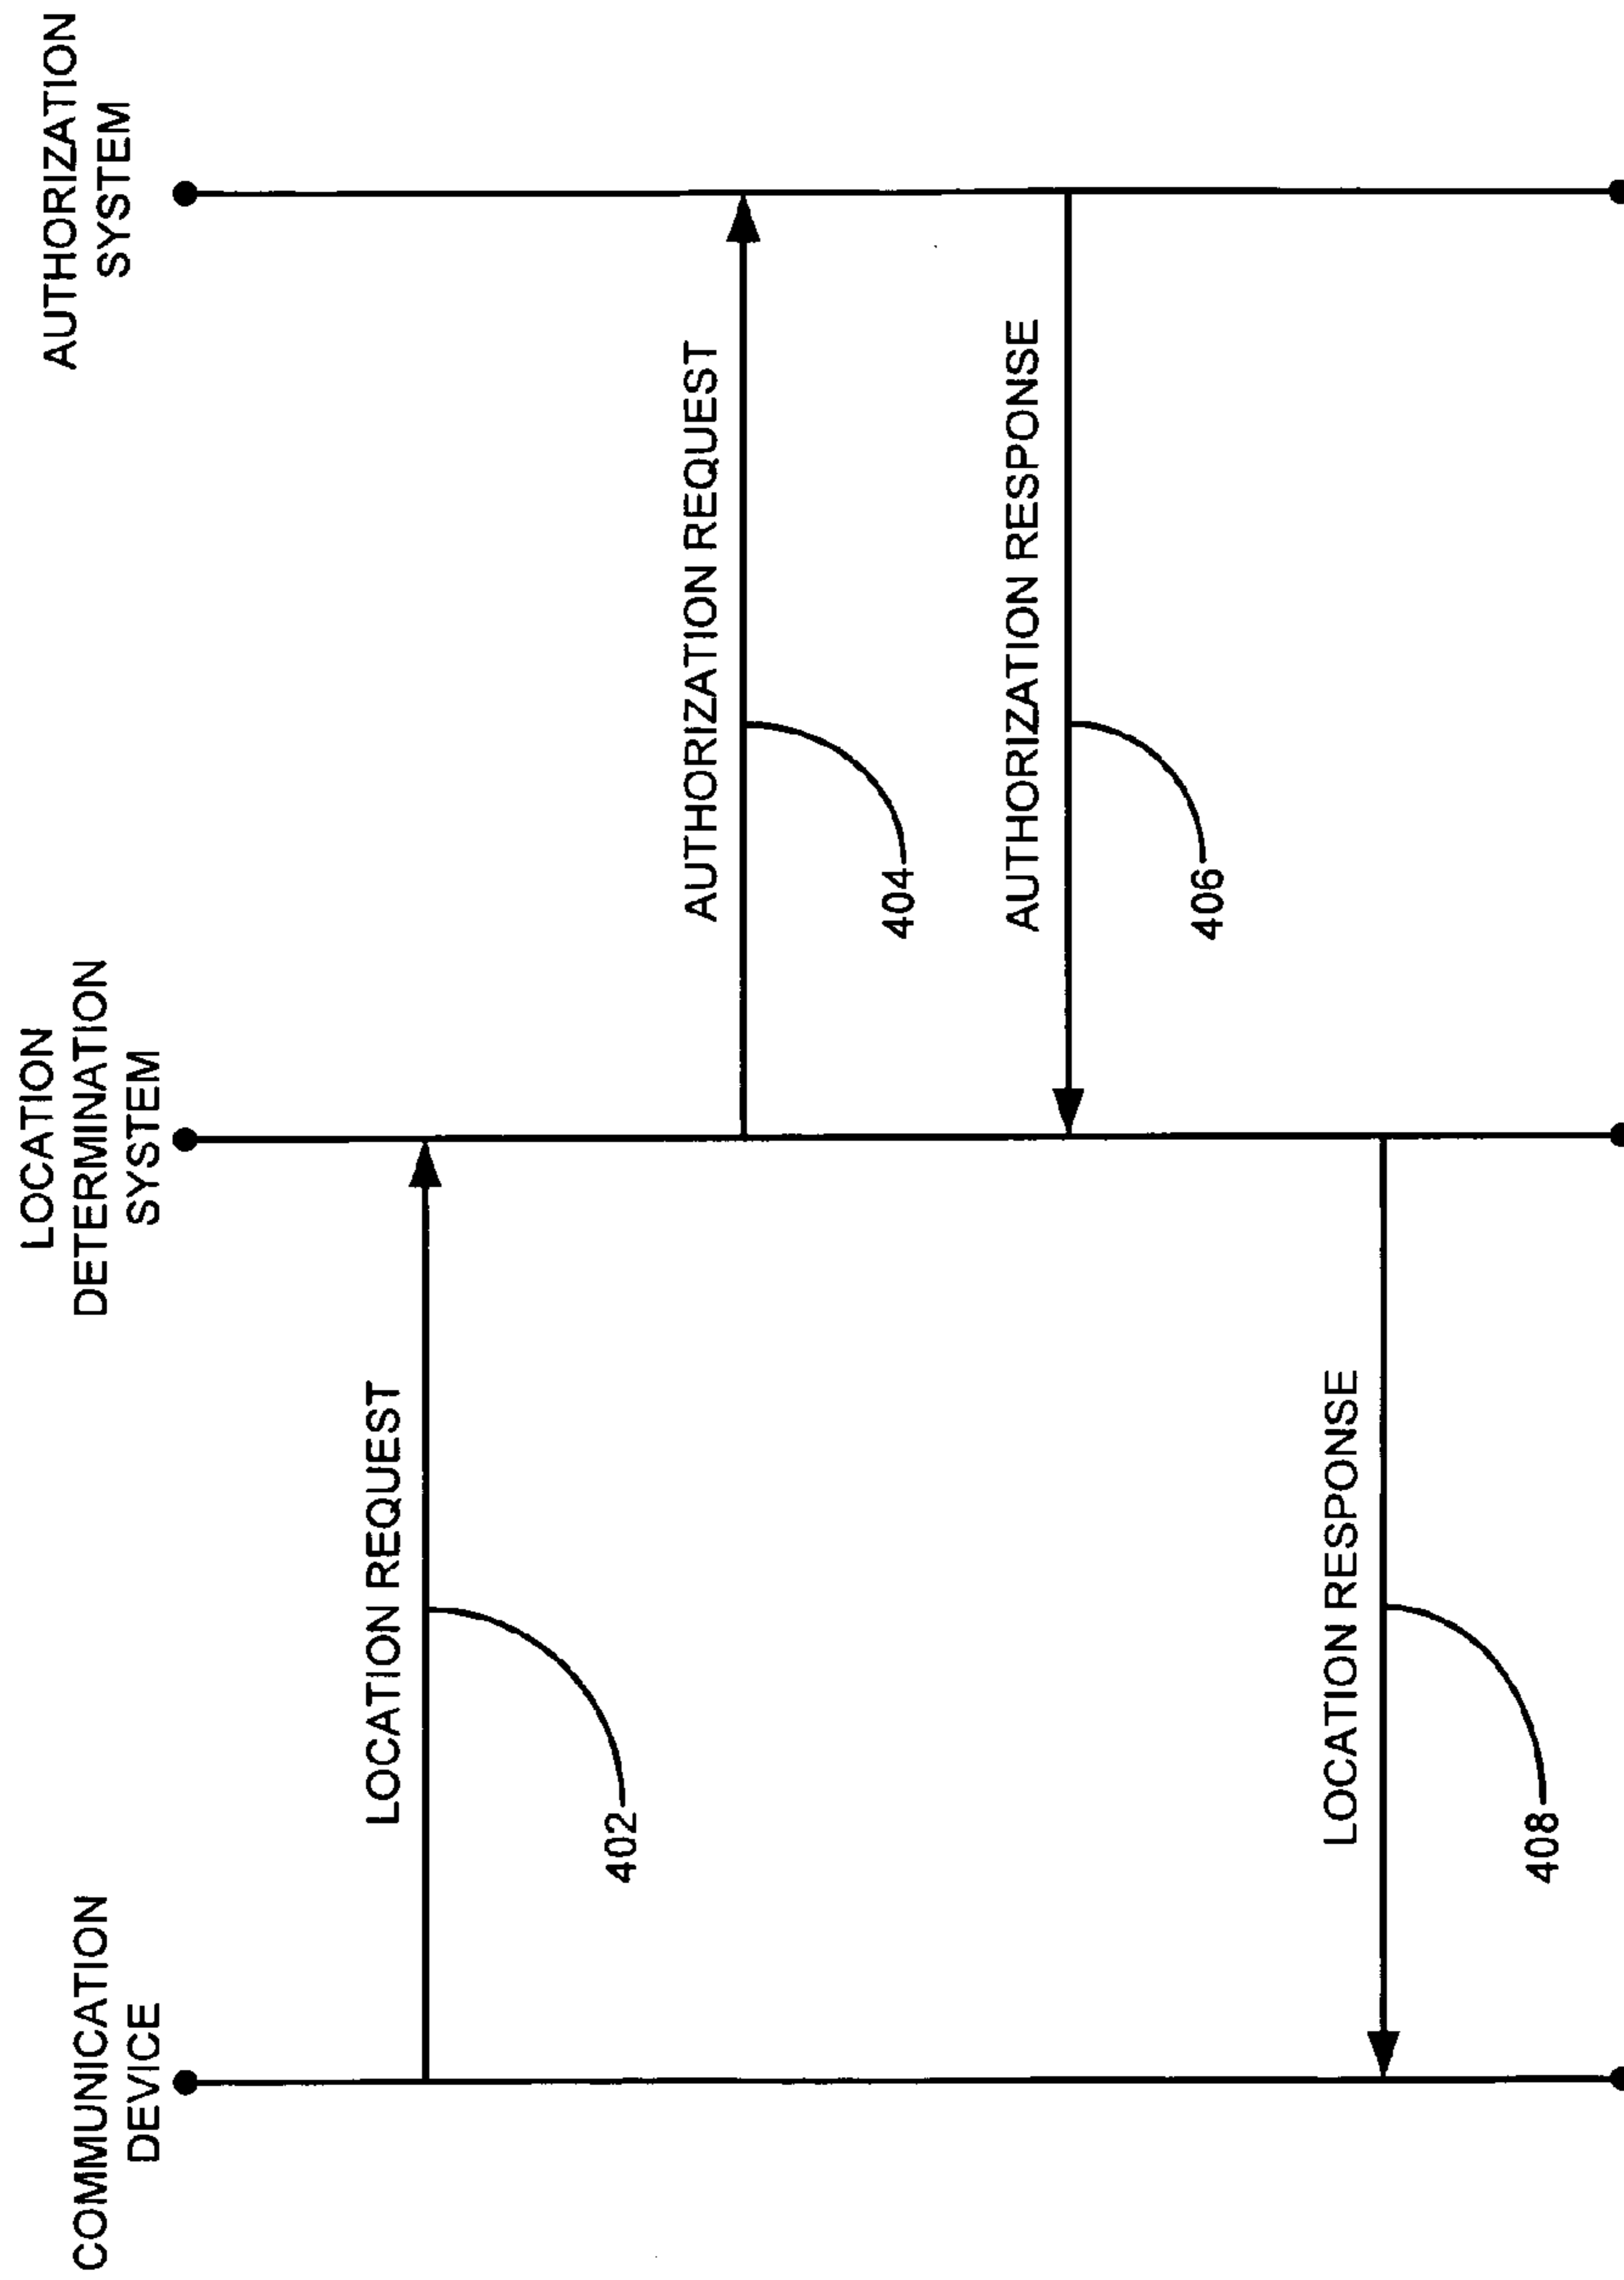 COMMUNICATION
DEVICE
LOCATION
DETERMINATION
SYSTEM
AUTHORIZATION
SYSTEM
LOCATION REQUEST
402
AUTHORIZATION REQUEST
404
AUTHORIZATION RESPONSE
406
LOCATION RESPONSE
408